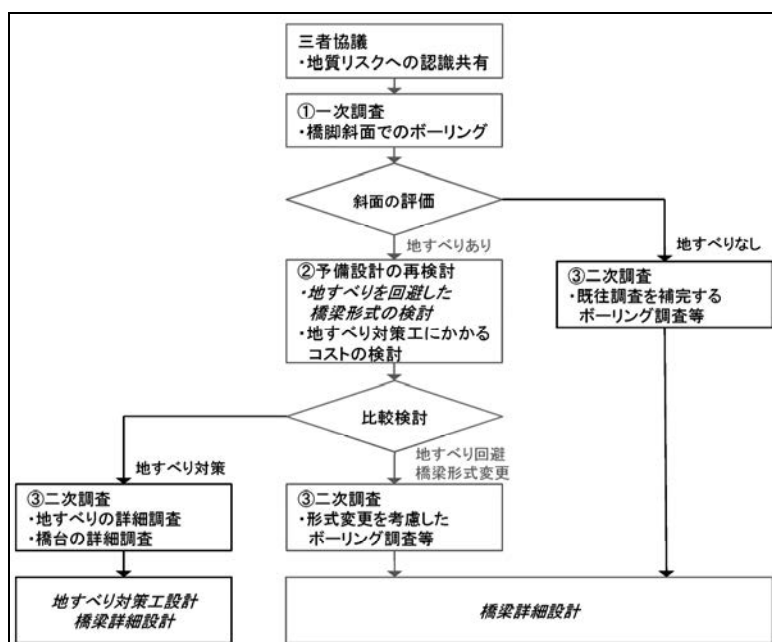 三者協議
・地質リスクへの認識共有
①一次調査
・橋脚斜面でのボーリング
斜面の評価
地すべりあり
地すべりなし
②予備設計の再検討
・地すべりを回避した
橋梁形式の検討
・地すべり対策工にかかる
コストの検討
③二次調査
・既往調査を補完する
ボーリング調査等
比較検討
地すべり対策
地すべり回避
橋梁形式変更
③二次調査
・地すべりの詳細調査
・橋台の詳細調査
③二次調査
・形式変更を考慮した
ボーリング調査等
地すべり対策工設計
橋梁詳細設計
橋梁詳細設計